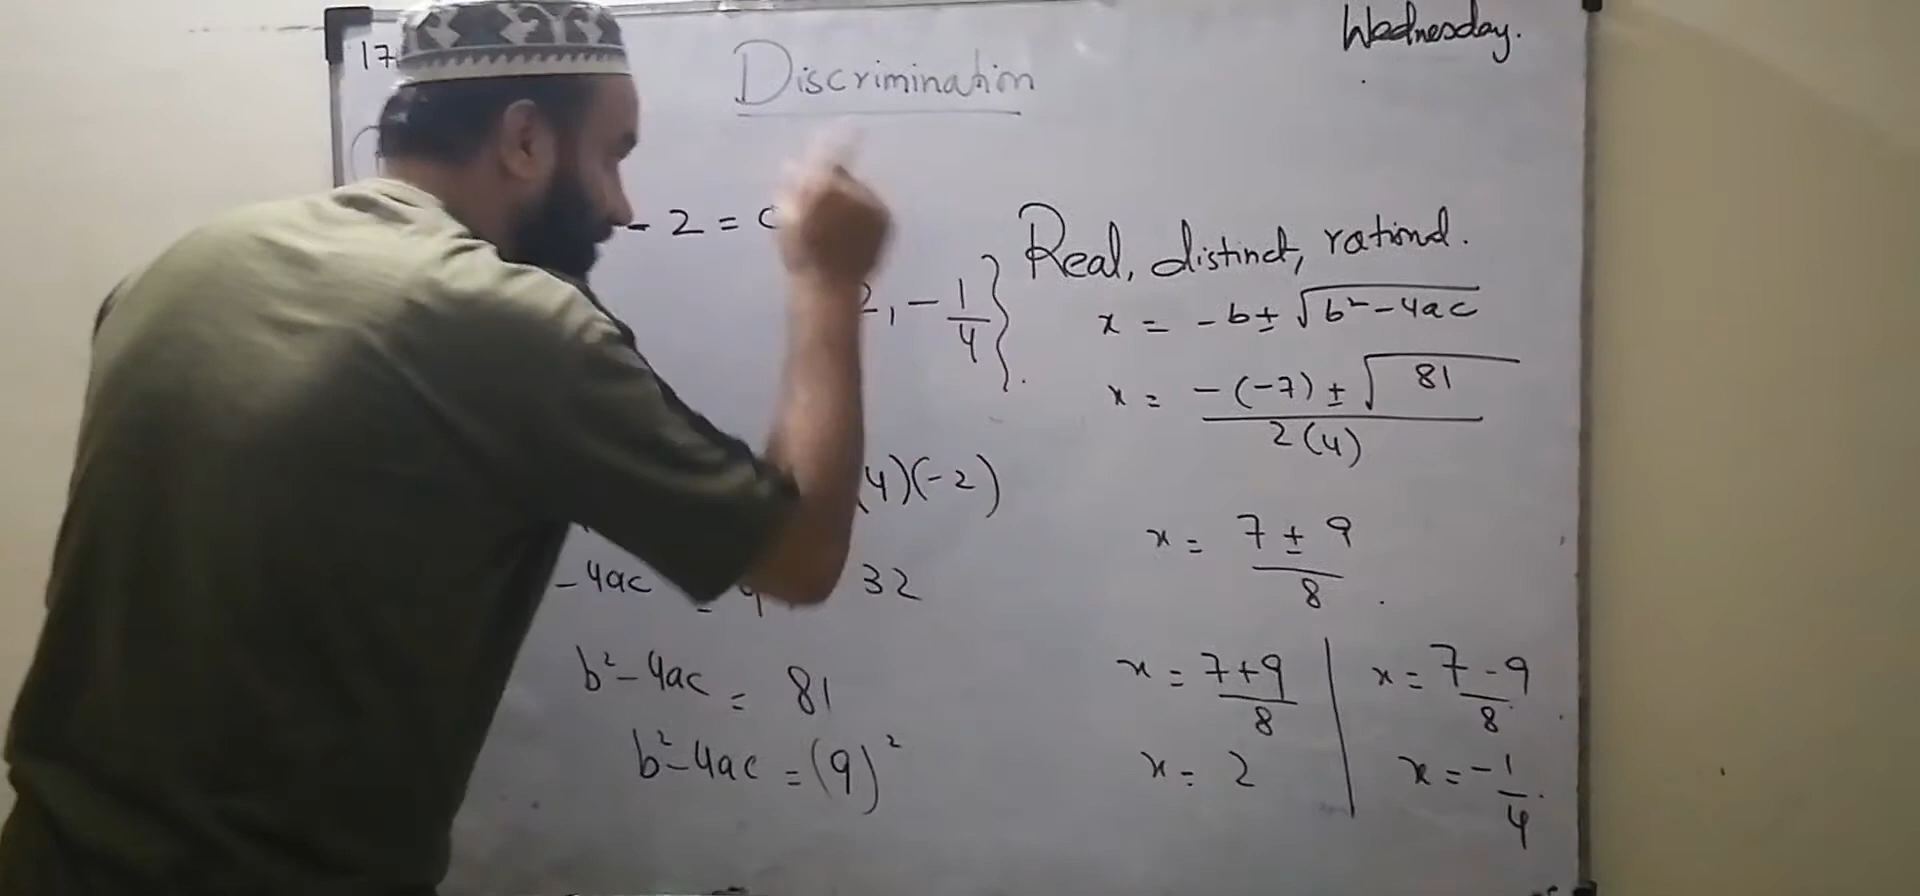 17
Wednesday.
Discrimination
- 2 = 0
2, -1/4}.
(4)(-2)
- 4ac = 4 32
b² - 4ac = 81
b² - 4ac = (9)²
Real, distinct, rational.
x = -b ± √b² - 4ac
x = -(-7) ± √81 / 2(4)
x = 7 ± 9 / 8.
x = 7 + 9 / 8
x = 2
x = 7 - 9 / 8
x = -1/4.